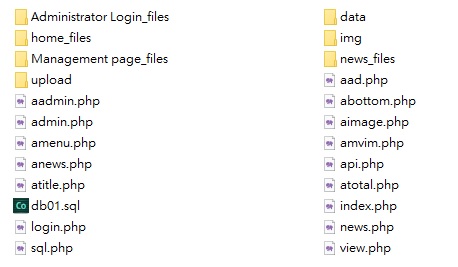 Administrator Login_files
data
home_files
img
Management page_files
news_files
upload
aad.php
aadmin.php
abottom.php
admin.php
aimage.php
amenu.php
amvim.php
anews.php
api.php
atitle.php
atotal.php
Co db01.sql
index.php
login.php
news.php
sql.php
view.php